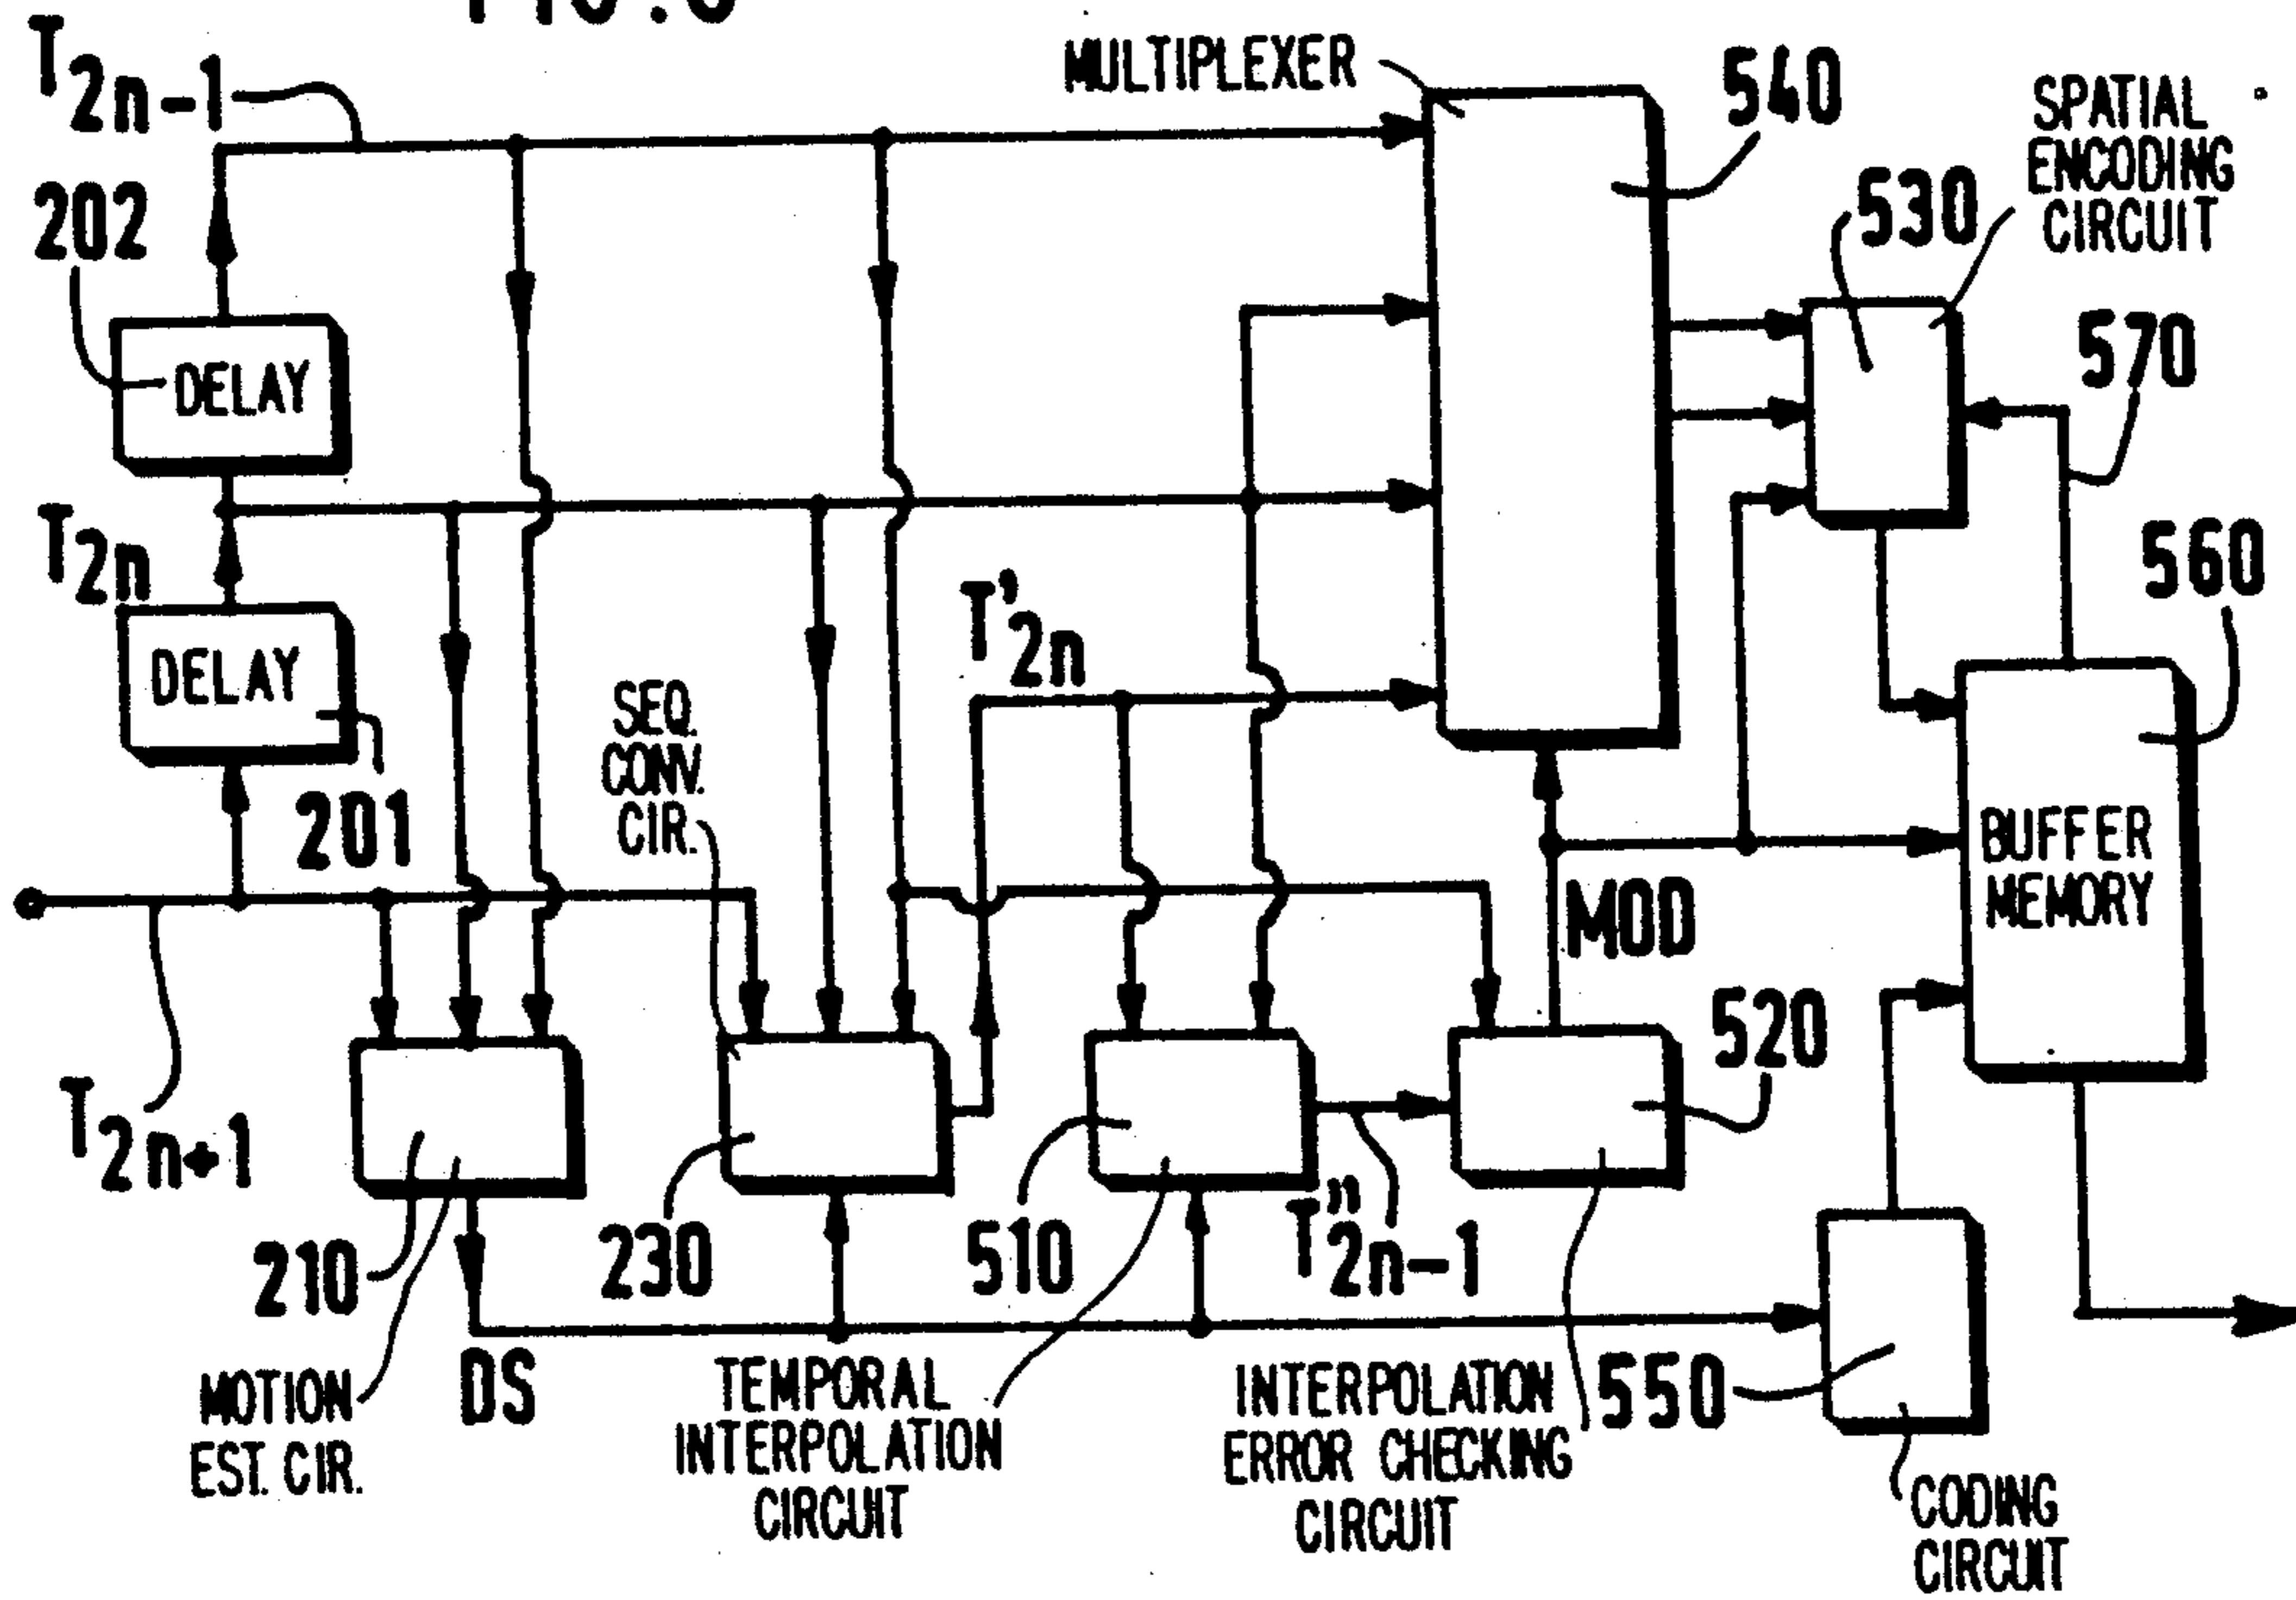 T2n-1
MULTIPLEXER
540
SPATIAL
ENCODING
CIRCUIT
202
530
570
DELAY
T2n
560
T'2n
DELAY
SEQ.
CONV.
CIR.
201
BUFFER
MEMORY
MOD
520
T2n+1
210
230
510
T"2n-1
550
DS
MOTION
EST. CIR.
TEMPORAL
INTERPOLATION
CIRCUIT
INTERPOLATION
ERROR CHECKING
CIRCUIT
CODING
CIRCUIT